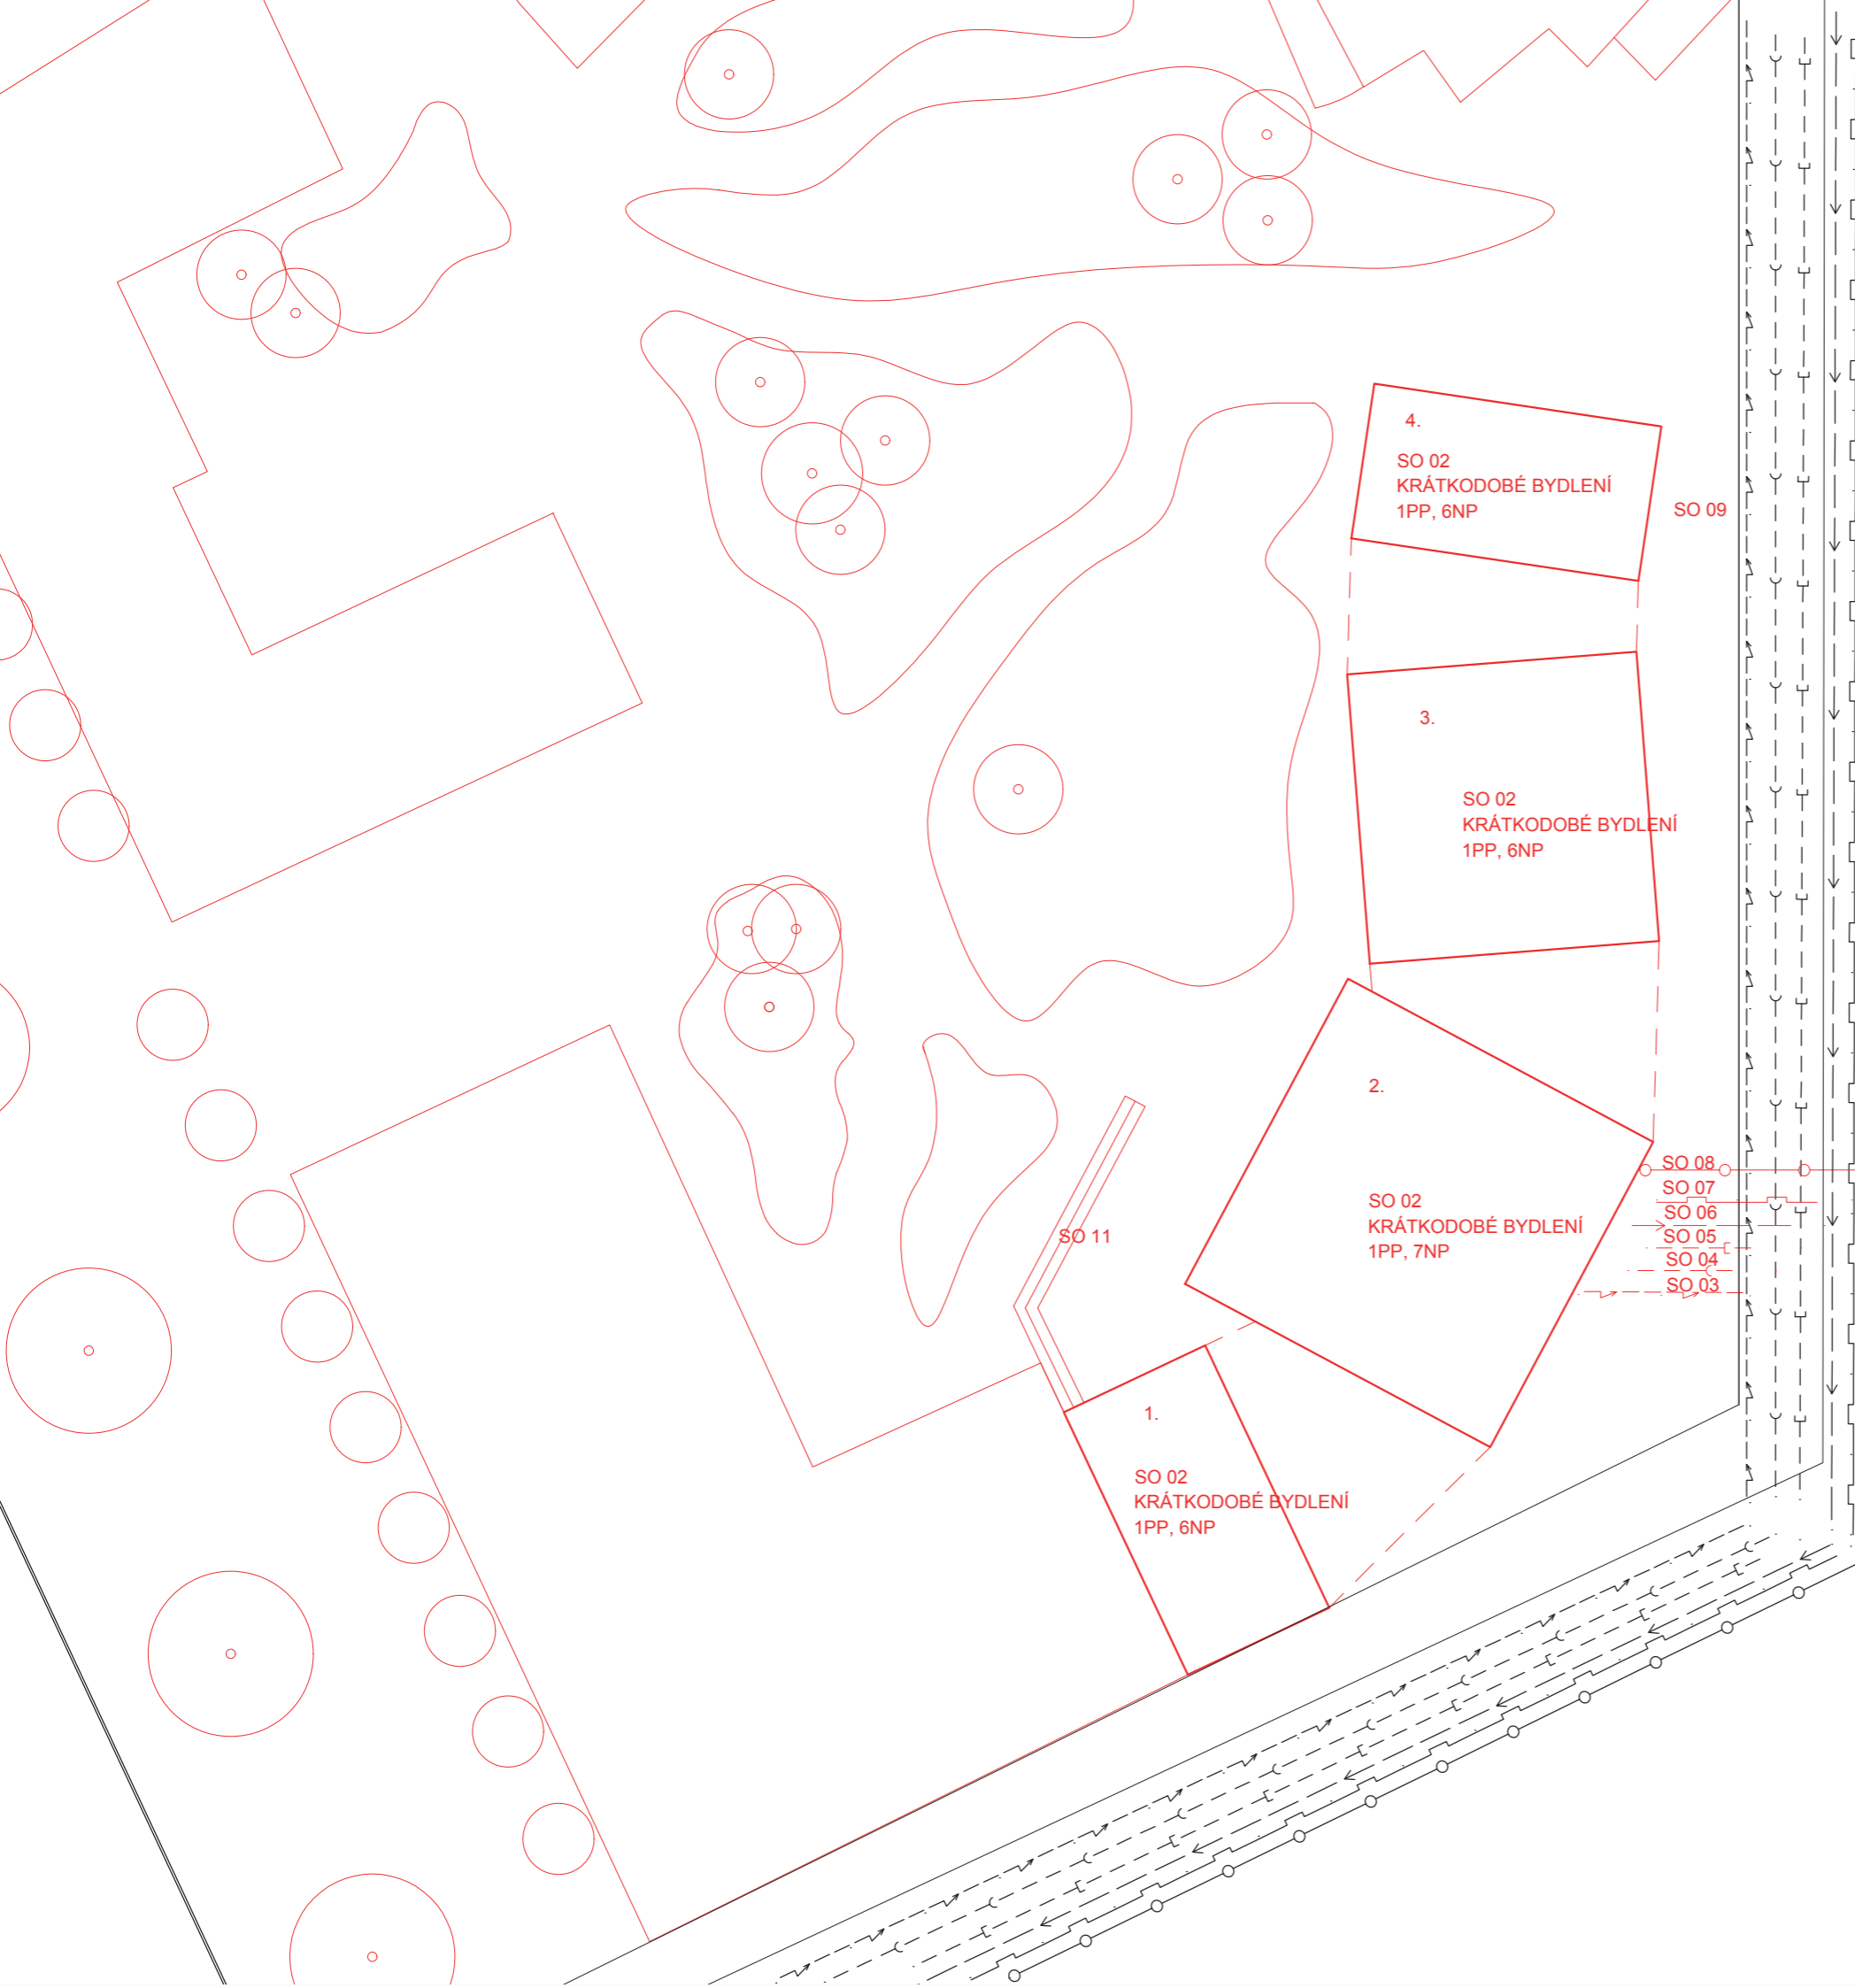 4.
SO 02
KRÁTKODOBÉ BYDLENÍ
1PP, 6NP
SO 09
3.
SO 02
KRÁTKODOBÉ BYDLENÍ
1PP, 6NP
2.
SO 02
KRÁTKODOBÉ BYDLENÍ
1PP, 7NP
SO 08
SO 07
SO 06
SO 05
SO 04
SO 03
SO 11
1.
SO 02
KRÁTKODOBÉ BYDLENÍ
1PP, 6NP